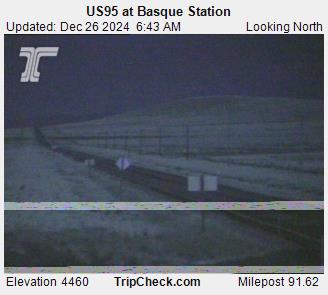 US95 at Basque Station
Updated: Dec 26 2024 6:43 AM Looking North
Elevation 4460 TripCheck.com Milepost 91.62